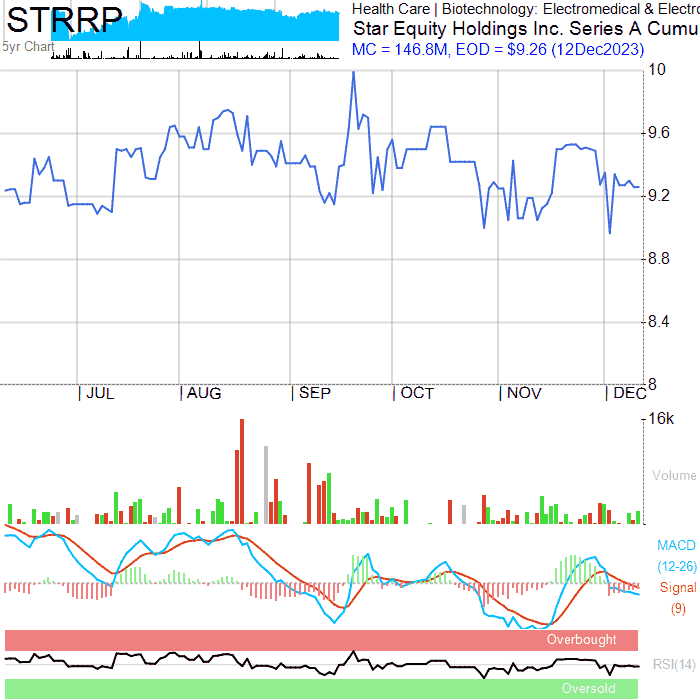 STRRP
5yr Chart
Health Care | Biotechnology: Electromedical & Electro
Star Equity Holdings Inc. Series A Cumu
MC = 146.8M, EOD = $9.26 (12Dec2023)
10
9.6
9.2
8.8
8.4
8
JUL AUG SEP OCT NOV DEC
16k
Volume
MACD
(12-26)
Signal
(9)
Overbought
RSI(14)
Oversold